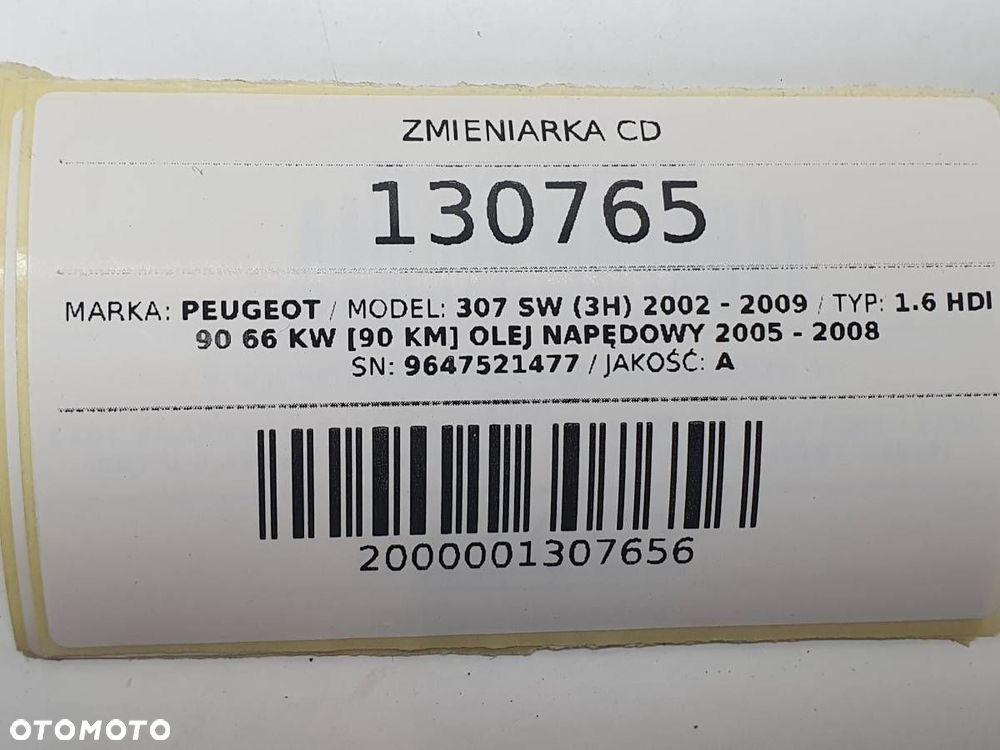 ZMIENIARKA CD
130765
MARKA: PEUGEOT / MODEL: 307 SW (3H) 2002 - 2009 / TYP: 1.6 HDI
90 66 KW [90 KM] OLEJ NAPĘDOWY 2005 - 2008
SN: 9647521477 / JAKOŚĆ: A
2000001307656
OTOMOTO